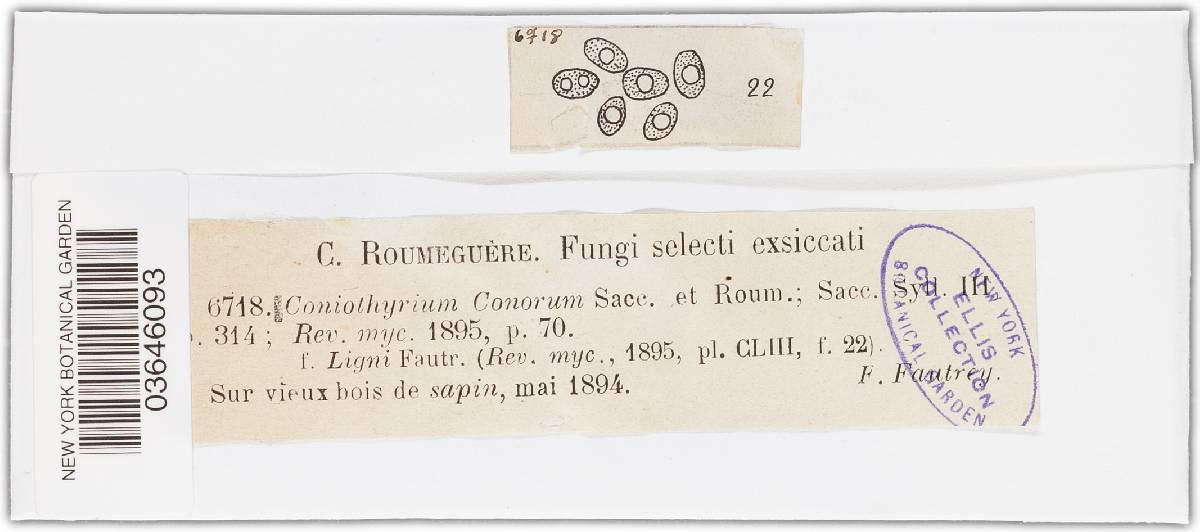 6718
22
C. ROUMEGUÈRE. Fungi selecti exsiccati
6718. Coniothyrium Conorum Sacc. et Roum.; Sacc. Syll. III,
. 314 ; Rev. myc. 1895, p. 70.
f. Ligni Fautr. (Rev. myc., 1895, pl. CLIII, f. 22).
F. Fautrey.
Sur vieux bois de sapin, mai 1894.
NEW YORK
ELLIS
COLLECTION
BOTANICAL GARDEN
NEW YORK BOTANICAL GARDEN
03646093